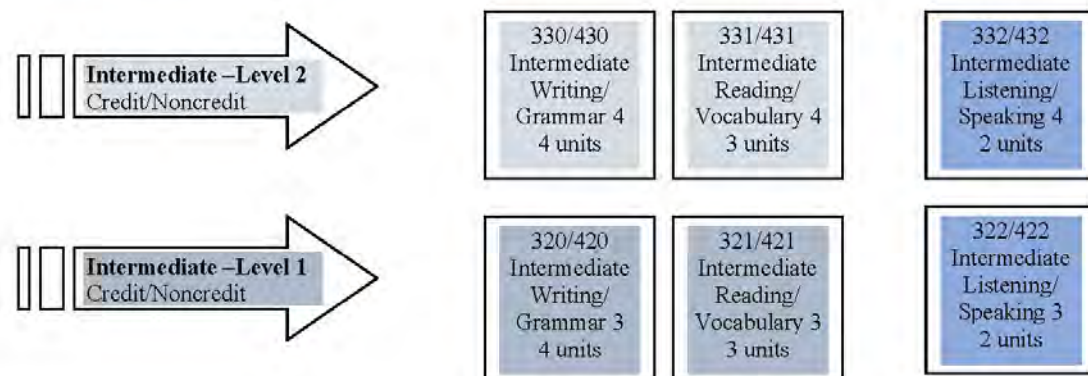 Intermediate –Level 2
Credit/Noncredit
330/430
Intermediate
Writing/
Grammar 4
4 units
331/431
Intermediate
Reading/
Vocabulary 4
3 units
332/432
Intermediate
Listening/
Speaking 4
2 units
Intermediate –Level 1
Credit/Noncredit
320/420
Intermediate
Writing/
Grammar 3
4 units
321/421
Intermediate
Reading/
Vocabulary 3
3 units
322/422
Intermediate
Listening/
Speaking 3
2 units